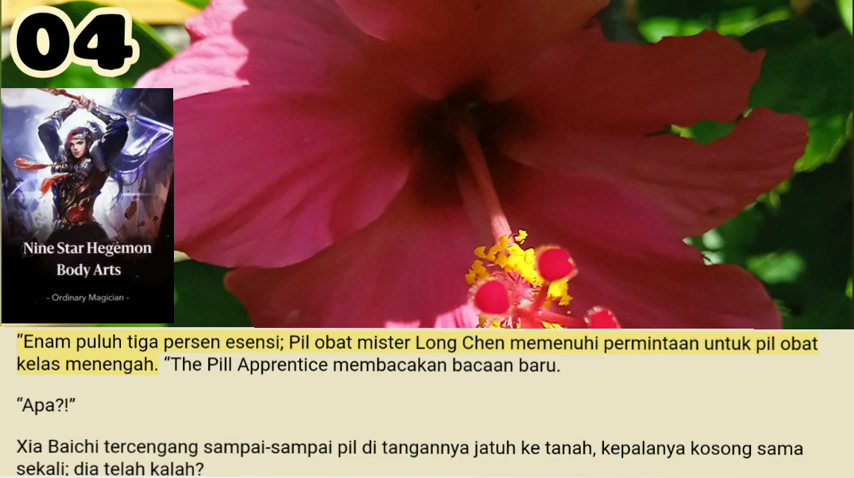 04
Nine Star Hegemon
Body Arts
- Ordinary Magician -
“Enam puluh tiga persen esensi; Pil obat mister Long Chen memenuhi permintaan untuk pil obat
kelas menengah. “The Pill Apprentice membacakan bacaan baru.
“Apa?!”
Xia Baichi tercengang sampai-sampai pil di tangannya jatuh ke tanah, kepalanya kosong sama
sekali; dia telah kalah?